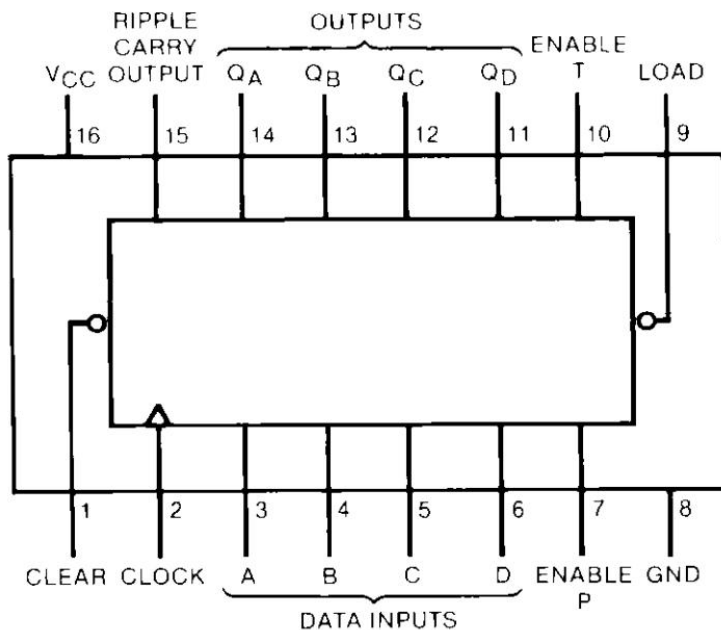 RIPPLE
CARRY
OUTPUT
OUTPUTS
ENABLE
T
VCC
QA
QB
QC
QD
LOAD
16
15
14
13
12
11
10
9
1
2
3
4
5
6
7
8
CLEAR
CLOCK
A
B
C
D
ENABLE
P
GND
DATA INPUTS